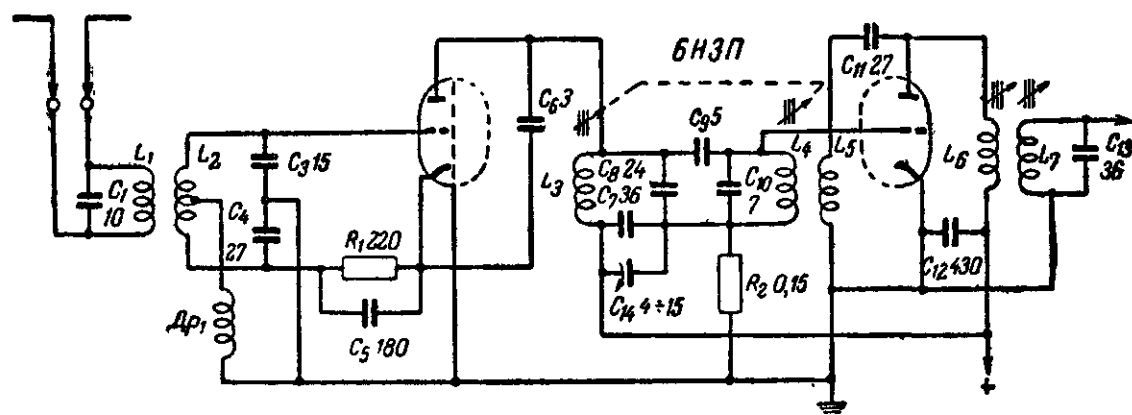 6Н3П
C₁₁ 27
C₆ 3
L₁
L₂
C₃ 15
C₉ 5
L₄
L₅
L₆
L₇
C₁₃
36
C₁
10
C₄
27
L₃
C₈ 24
C₇ 36
C₁₀
7
R₁ 220
C₁₂ 430
R₂ 0,15
C₁₄ 4÷15
Др₁
C₅ 180
+